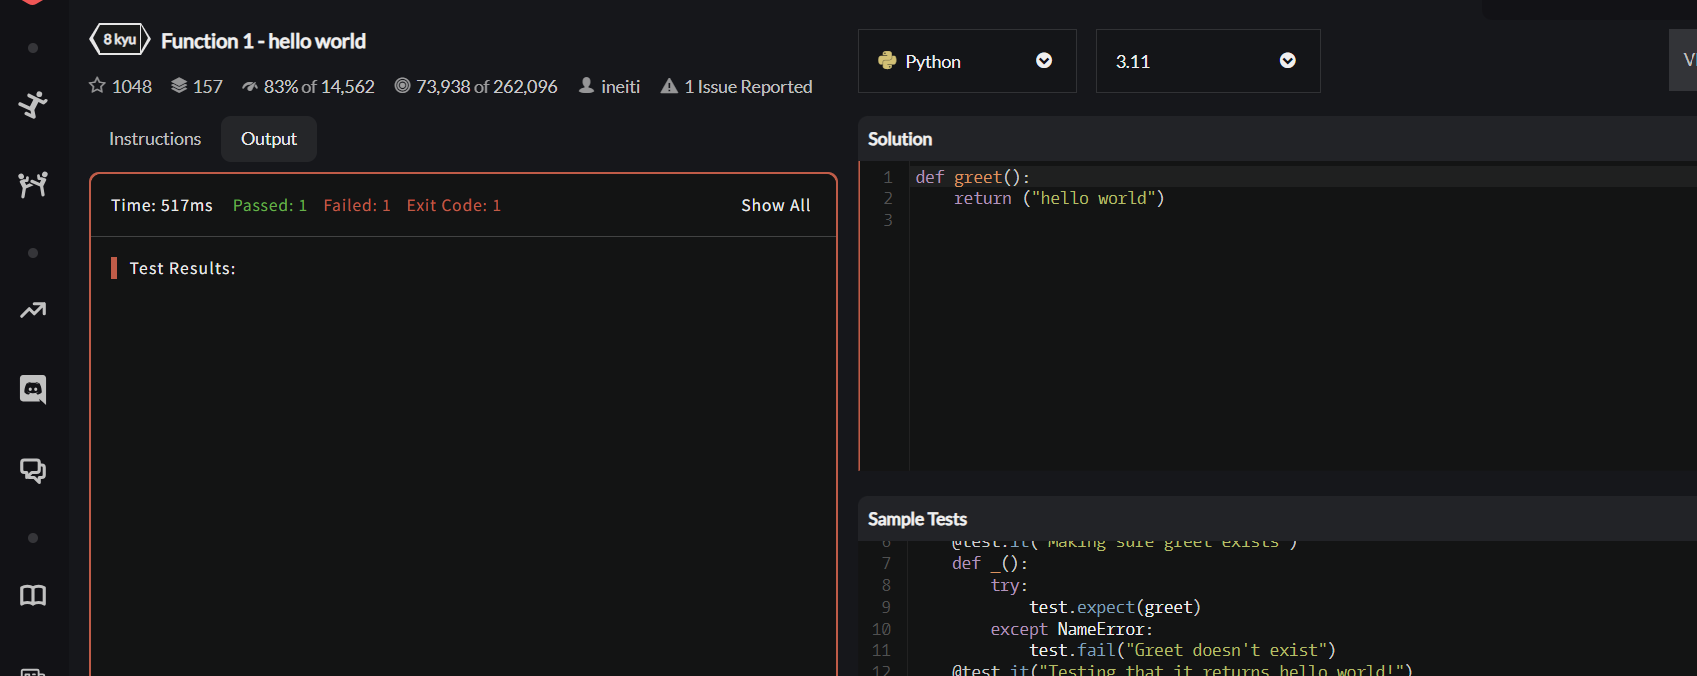 8 kyu Function 1 - hello world
1048 157 83% of 14,562 73,938 of 262,096 ineiti 1 Issue Reported
Instructions Output
Time: 517ms Passed: 1 Failed: 1 Exit Code: 1 Show All
Test Results:
Python 3.11
Solution
1 def greet():
2 return ("hello world")
3
Sample Tests
6 @test.it("Making sure greet exists")
7 def _():
8 try:
9 test.expect(greet)
10 except NameError:
11 test.fail("Greet doesn't exist")
12 @test.it("Testing that it returns hello world!")